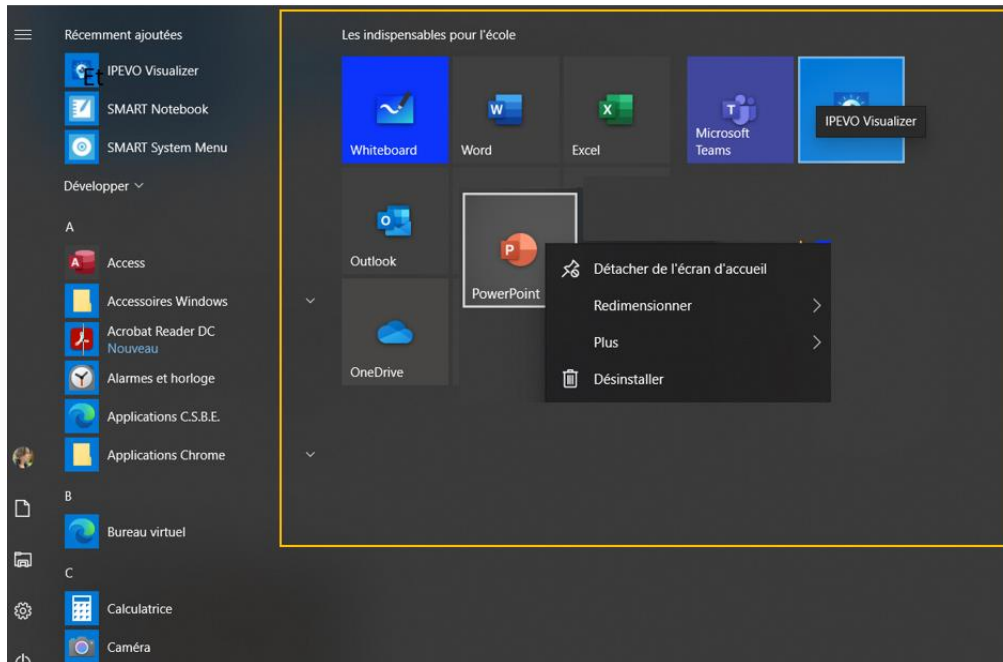 Récemment ajoutées
IPEVO Visualizer
Et
SMART Notebook
SMART System Menu
Développer
A
Access
Accessoires Windows
Acrobat Reader DC
Nouveau
Alarmes et horloge
Applications C.S.B.E.
Applications Chrome
B
Bureau virtuel
C
Calculatrice
Caméra
Les indispensables pour l'école
Whiteboard
Word
Excel
Microsoft
Teams
IPEVO Visualizer
Outlook
PowerPoint
OneDrive
Détacher de l'écran d'accueil
Redimensionner
Plus
Désinstaller